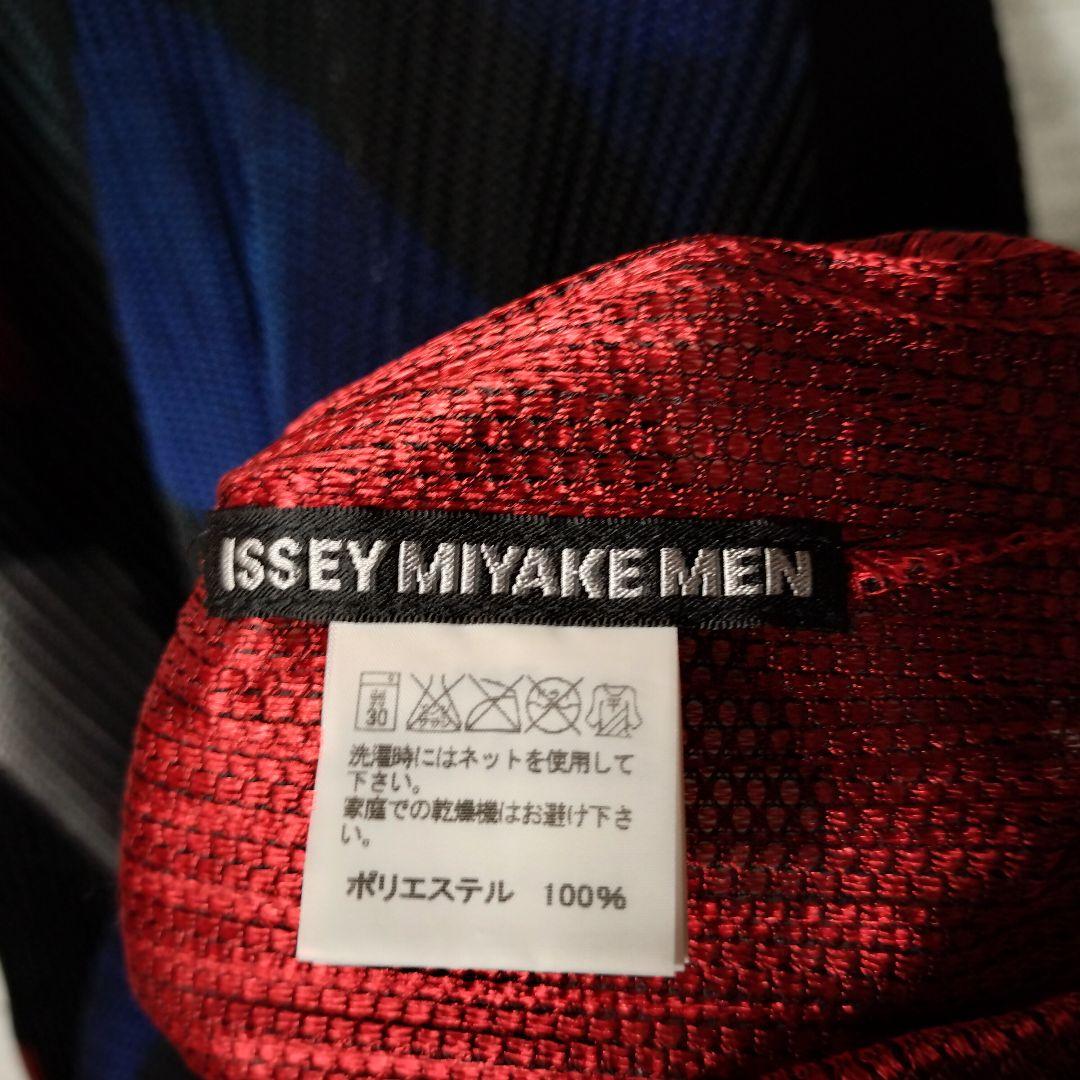 ISSEY MIYAKE MEN
30
洗濯時にはネットを使用して
下さい。
家庭での乾燥機はお避け下さ
い。
ポリエステル 100%